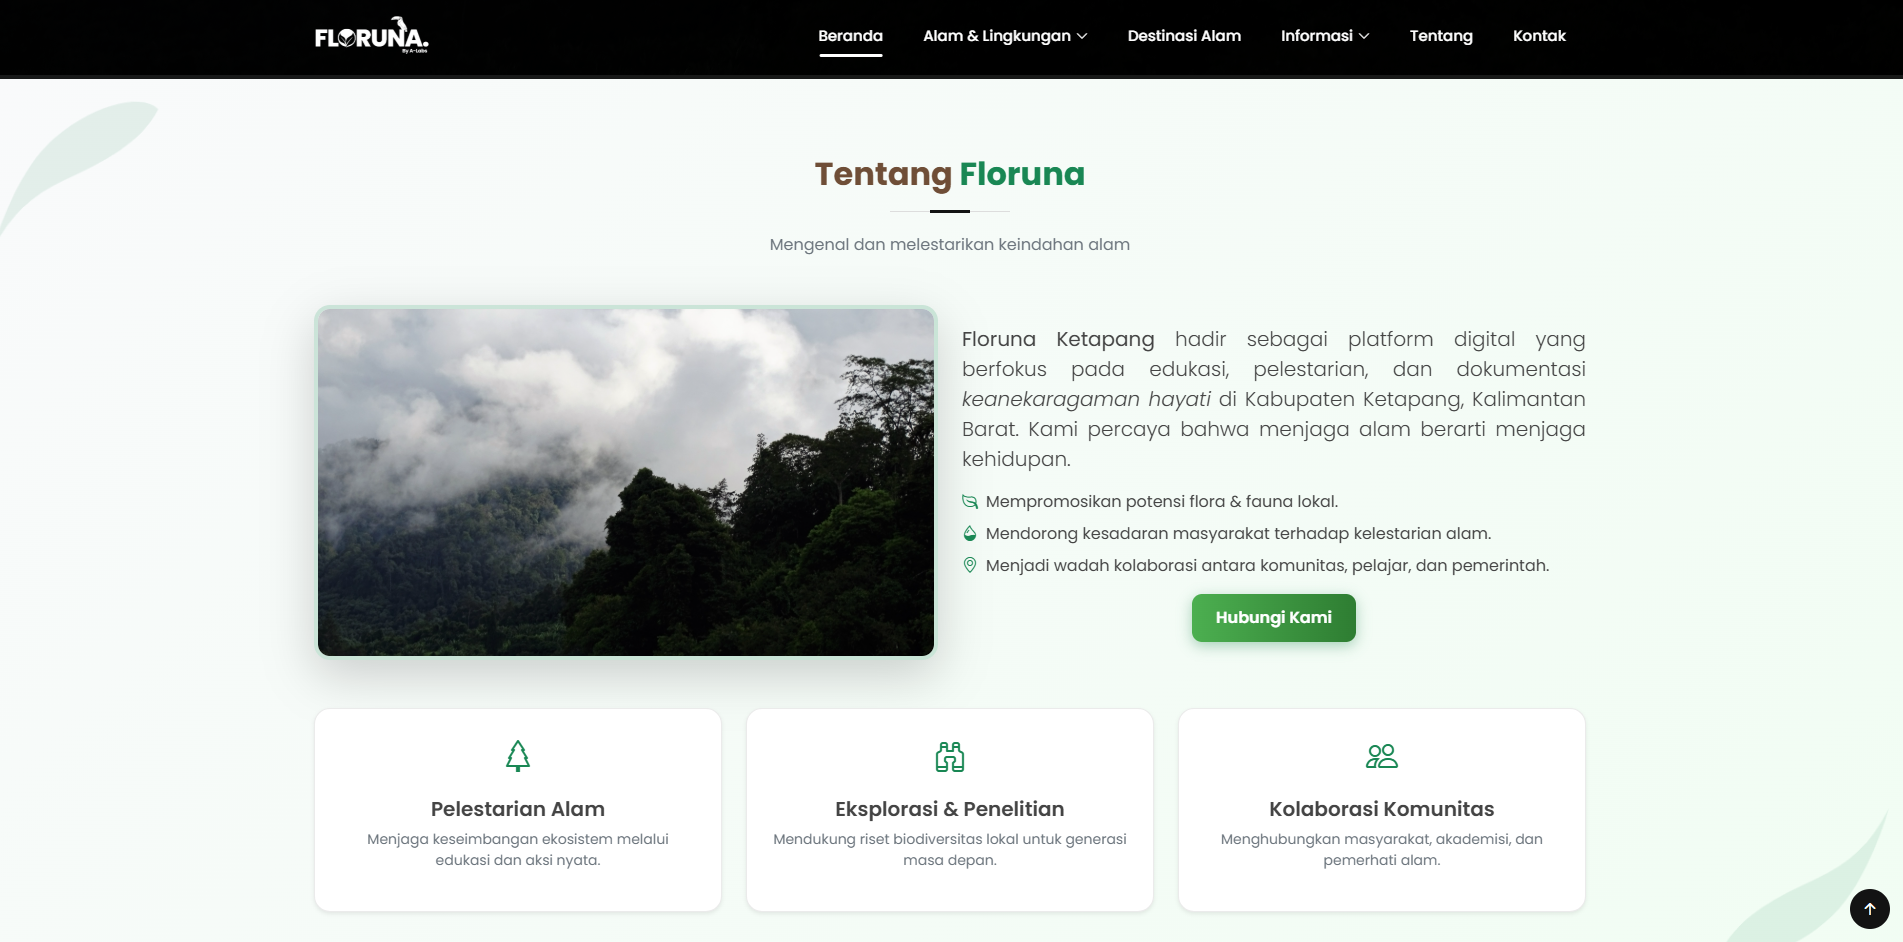 FLORUNA.
By A-Labs
Beranda
Alam & Lingkungan
Destinasi Alam
Informasi
Tentang
Kontak
Tentang Floruna
Mengenal dan melestarikan keindahan alam
Floruna Ketapang hadir sebagai platform digital yang
berfokus pada edukasi, pelestarian, dan dokumentasi
keanekaragaman hayati di Kabupaten Ketapang, Kalimantan
Barat. Kami percaya bahwa menjaga alam berarti menjaga
kehidupan.
Mempromosikan potensi flora & fauna lokal.
Mendorong kesadaran masyarakat terhadap kelestarian alam.
Menjadi wadah kolaborasi antara komunitas, pelajar, dan pemerintah.
Hubungi Kami
Pelestarian Alam
Menjaga keseimbangan ekosistem melalui
edukasi dan aksi nyata.
Eksplorasi & Penelitian
Mendukung riset biodiversitas lokal untuk generasi
masa depan.
Kolaborasi Komunitas
Menghubungkan masyarakat, akademisi, dan
pemerhati alam.